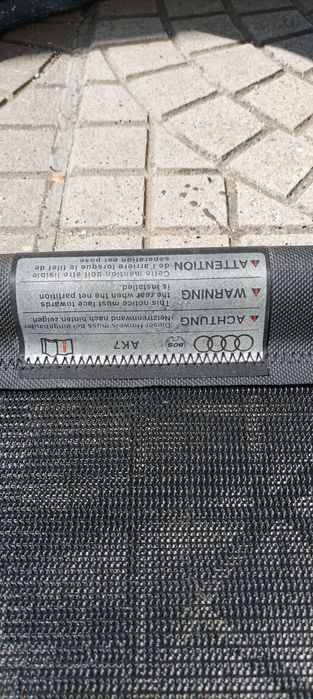 BOS AK7
ACHTUNG
Dieser Hinweis muss bei eingebauter
Netztrennwand nach hinten zeigen.
WARNING
This notice must face towards
the rear when the net partition
is installed.
ATTENTION
Cette mention doit être lisible
de l'arrière lorsque le filet de
séparation est posé